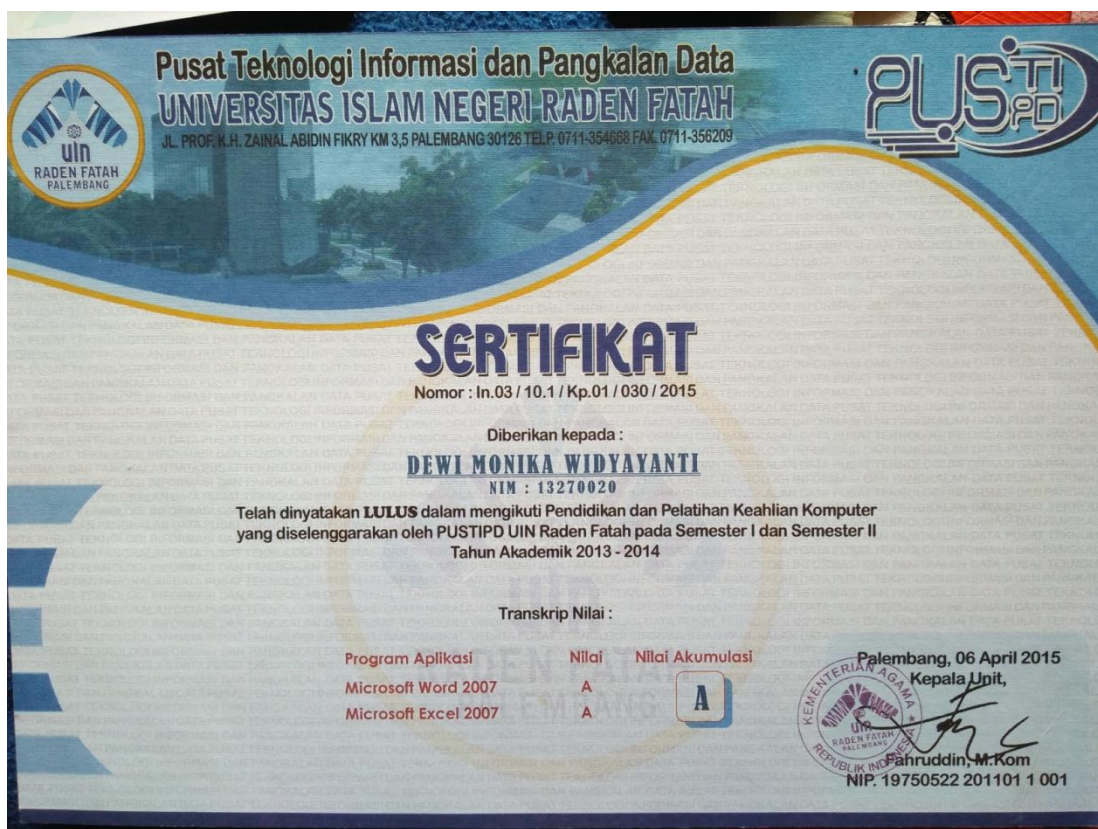 Pusat Teknologi Informasi dan Pangkalan Data
UNIVERSITAS ISLAM NEGERI RADEN FATAH
JL. PROF. K.H. ZAINAL ABIDIN FIKRY KM 3,5 PALEMBANG 30126 TELP. 0711-354668 FAX. 0711-356209
uin
RADEN FATAH
PALEMBANG
PUSTIPD
SERTIFIKAT
Nomor : In.03 / 10.1 / Kp.01 / 030 / 2015
Diberikan kepada :
DEWI MONIKA WIDYAYANTI
NIM : 13270020
Telah dinyatakan LULUS dalam mengikuti Pendidikan dan Pelatihan Keahlian Komputer
yang diselenggarakan oleh PUSTIPD UIN Raden Fatah pada Semester I dan Semester II
Tahun Akademik 2013 - 2014
Transkrip Nilai :
Program Aplikasi Nilai Nilai Akumulasi
Microsoft Word 2007 A
Microsoft Excel 2007 A
A
Palembang, 06 April 2015
Kepala Unit,
KEMENTERIAN AGAMA
REPUBLIK INDONESIA
uin
RADEN FATAH
PALEMBANG
Fahruddin, M.Kom
NIP. 19750522 201101 1 001